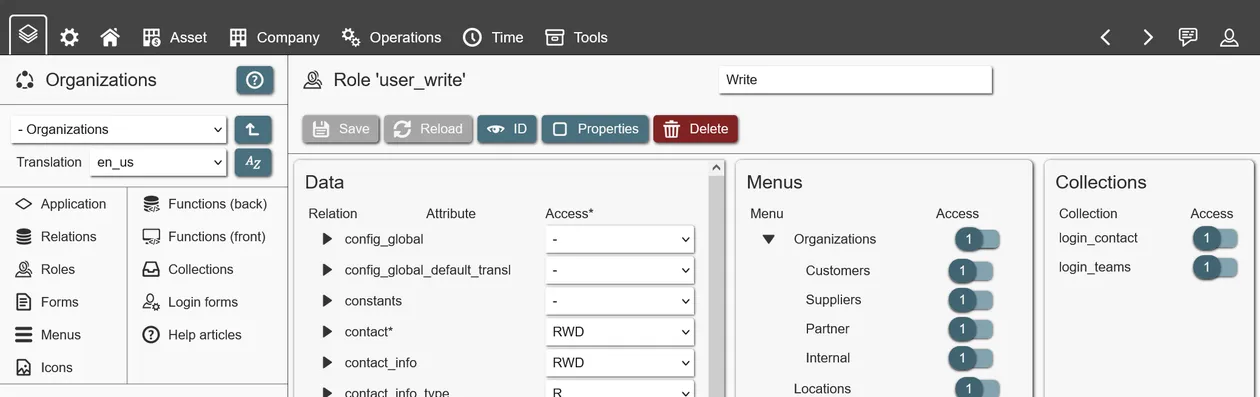 Asset Company Operations Time Tools
Organizations
- Organizations
Translation en_us
Application
Relations
Roles
Forms
Menus
Icons
Functions (back)
Functions (front)
Collections
Login forms
Help articles
Role 'user_write'
Write
Save Reload ID Properties Delete
Data
Relation Attribute Access*
config_global -
config_global_default_transl -
constants -
contact* RWD
contact_info RWD
contact_info_type R
Menus
Menu Access
Organizations 1
Customers 1
Suppliers 1
Partner 1
Internal 1
Locations 1
Collections
Collection Access
login_contact 1
login_teams 1